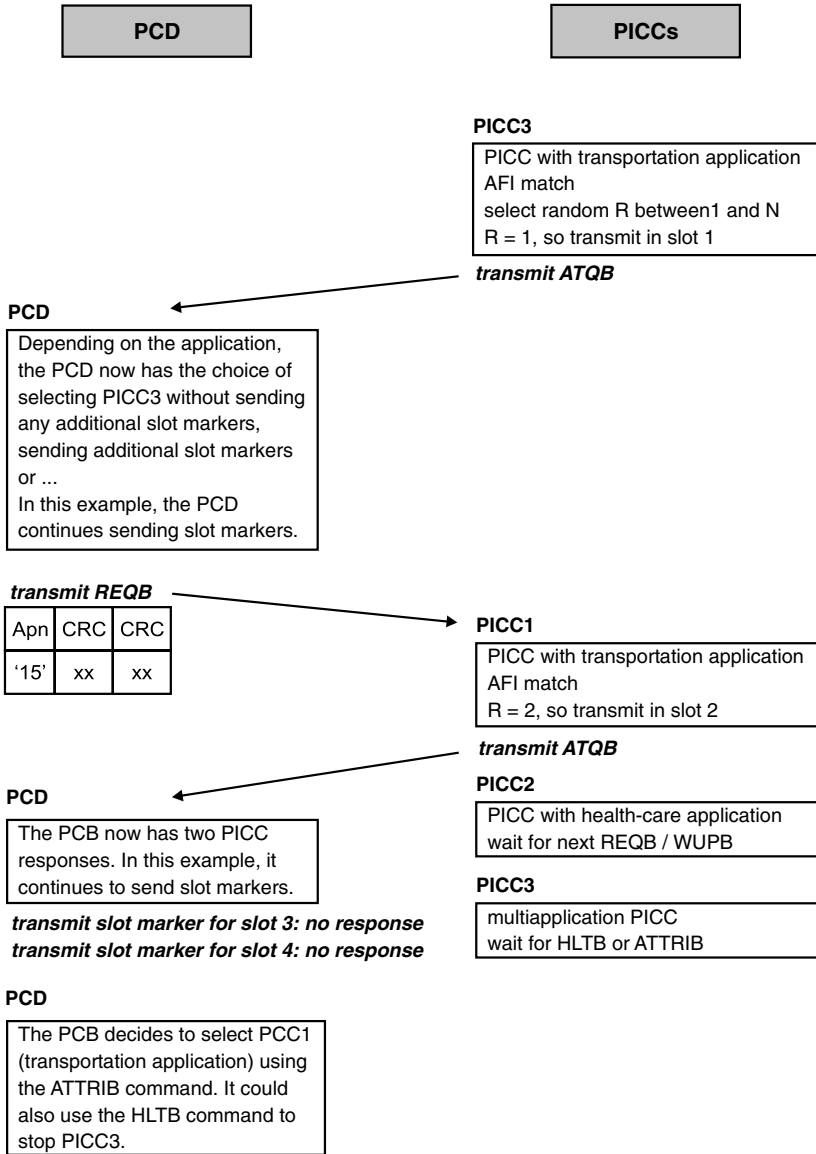 PCD
PICCs
PICC3
PICC with transportation application
AFI match
select random R between1 and N
R = 1, so transmit in slot 1
transmit ATQB
PCD
Depending on the application,
the PCD now has the choice of
selecting PICC3 without sending
any additional slot markers,
sending additional slot markers
or ...
In this example, the PCD
continues sending slot markers.
transmit REQB
Apn CRC CRC
‘15’ xx xx
PICC1
PICC with transportation application
AFI match
R = 2, so transmit in slot 2
transmit ATQB
PICC2
PICC with health-care application
wait for next REQB / WUPB
PCD
The PCB now has two PICC
responses. In this example, it
continues to send slot markers.
PICC3
multiapplication PICC
wait for HLTB or ATTRIB
transmit slot marker for slot 3: no response
transmit slot marker for slot 4: no response
PCD
The PCB decides to select PCC1
(transportation application) using
the ATTRIB command. It could
also use the HLTB command to
stop PICC3.